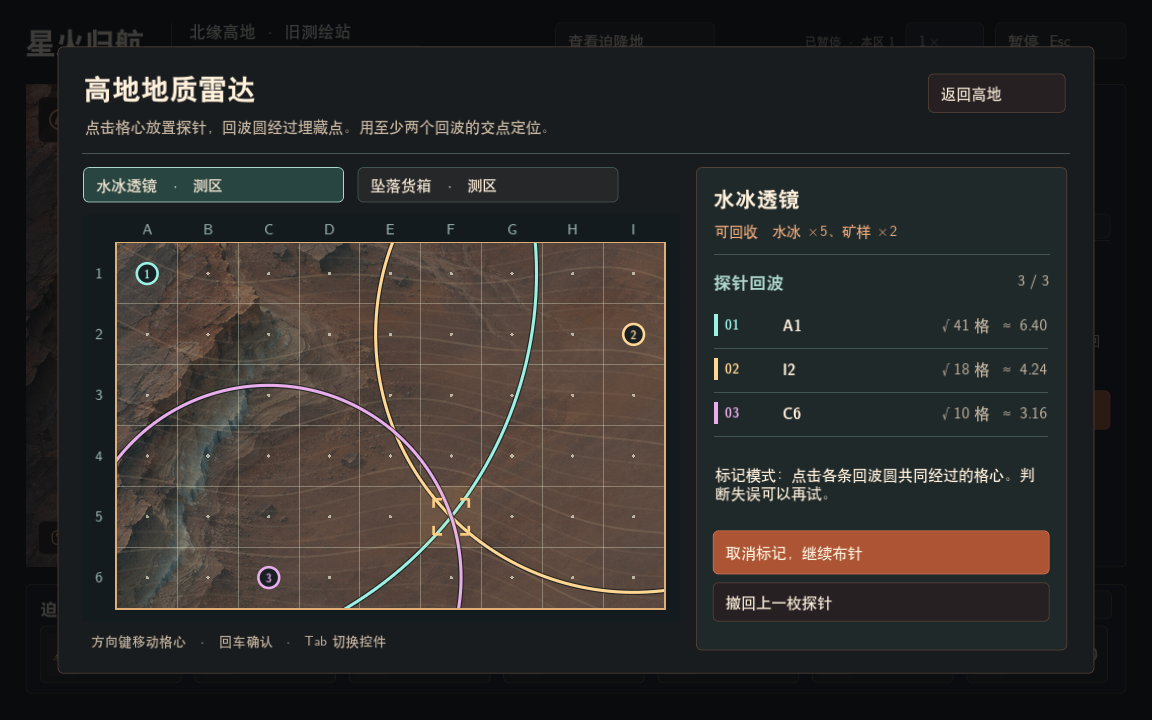 星火归航
北缘高地 · 旧测绘站
查看迫降地
已暂停 · 本区 1
1×
暂停 Esc
高地地质雷达
返回高地
点击格心放置探针，回波圆经过埋藏点。用至少两个回波的交点定位。
水冰透镜 · 测区
坠落货箱 · 测区
A B C D E F G H I
1
2
3
4
5
6
1
2
3
水冰透镜
可回收 水冰 ×5、矿样 ×2
探针回波
3 / 3
01 A1 √41 格 ≈ 6.40
02 I2 √18 格 ≈ 4.24
03 C6 √10 格 ≈ 3.16
标记模式：点击各条回波圆共同经过的格心。判
断失误可以再试。
取消标记，继续布针
撤回上一枚探针
方向键移动格心 · 回车确认 · Tab 切换控件
迫
回